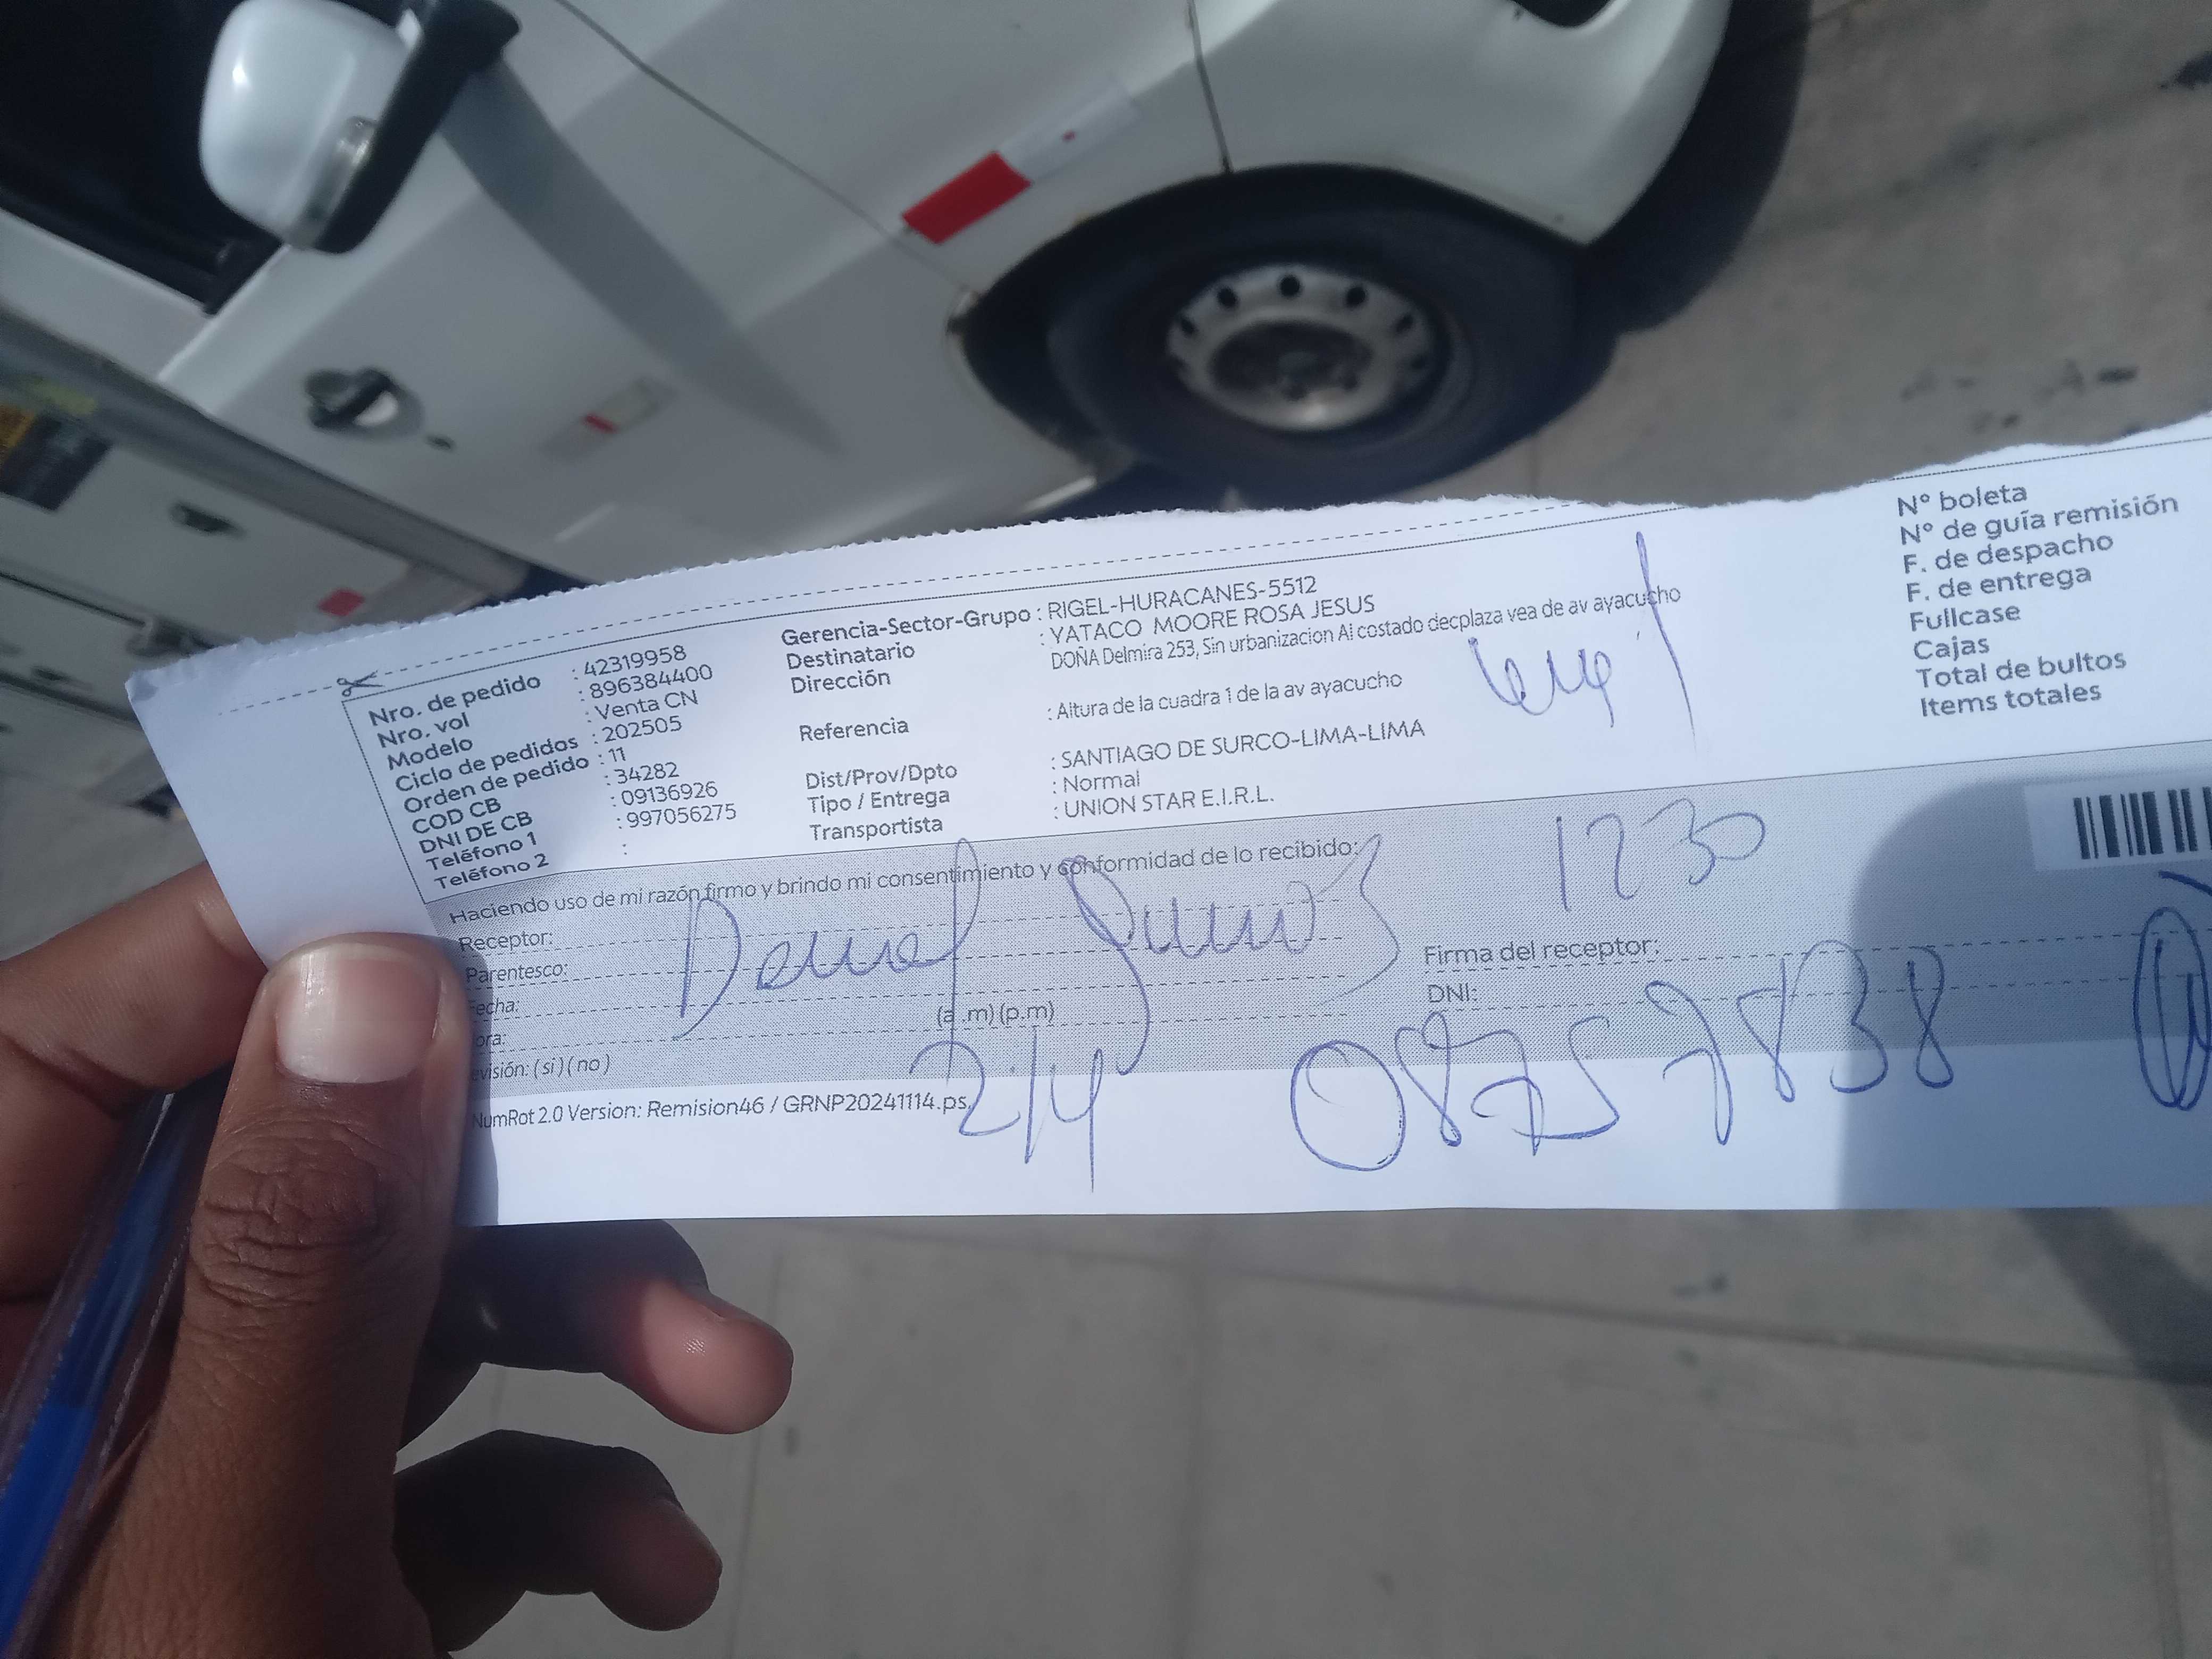 Nro. de pedido : 42319958
Nro. vol : 896384400
Modelo : Venta CN
Ciclo de pedidos : 202505
Orden de pedido : 11
COD CB : 34282
DNI DE CB : 09136926
Teléfono 1 : 997056275
Teléfono 2 :
Gerencia-Sector-Grupo : RIGEL-HURACANES-5512
Destinatario : YATACO MOORE ROSA JESUS
Dirección DOÑA Delmira 253, Sin urbanizacion Al costado decplaza vea de av ayacucho
Referencia : Altura de la cuadra 1 de la av ayacucho
Dist/Prov/Dpto : SANTIAGO DE SURCO-LIMA-LIMA
Tipo / Entrega : Normal
Transportista : UNION STAR E.I.R.L.
N° boleta
N° de guía remisión
F. de despacho
F. de entrega
Fullcase
Cajas
Total de bultos
Items totales
Haciendo uso de mi razón,firmo y brindo mi consentimiento y conformidad de lo recibido:
1230
Receptor:
Parentesco:
Fecha:
ora: (a .m) (p.m)
evisión: ( si ) ( no )
Firma del receptor:
DNI:
2/4
NumRot 2.0 Version: Remision46 / GRNP20241114.ps